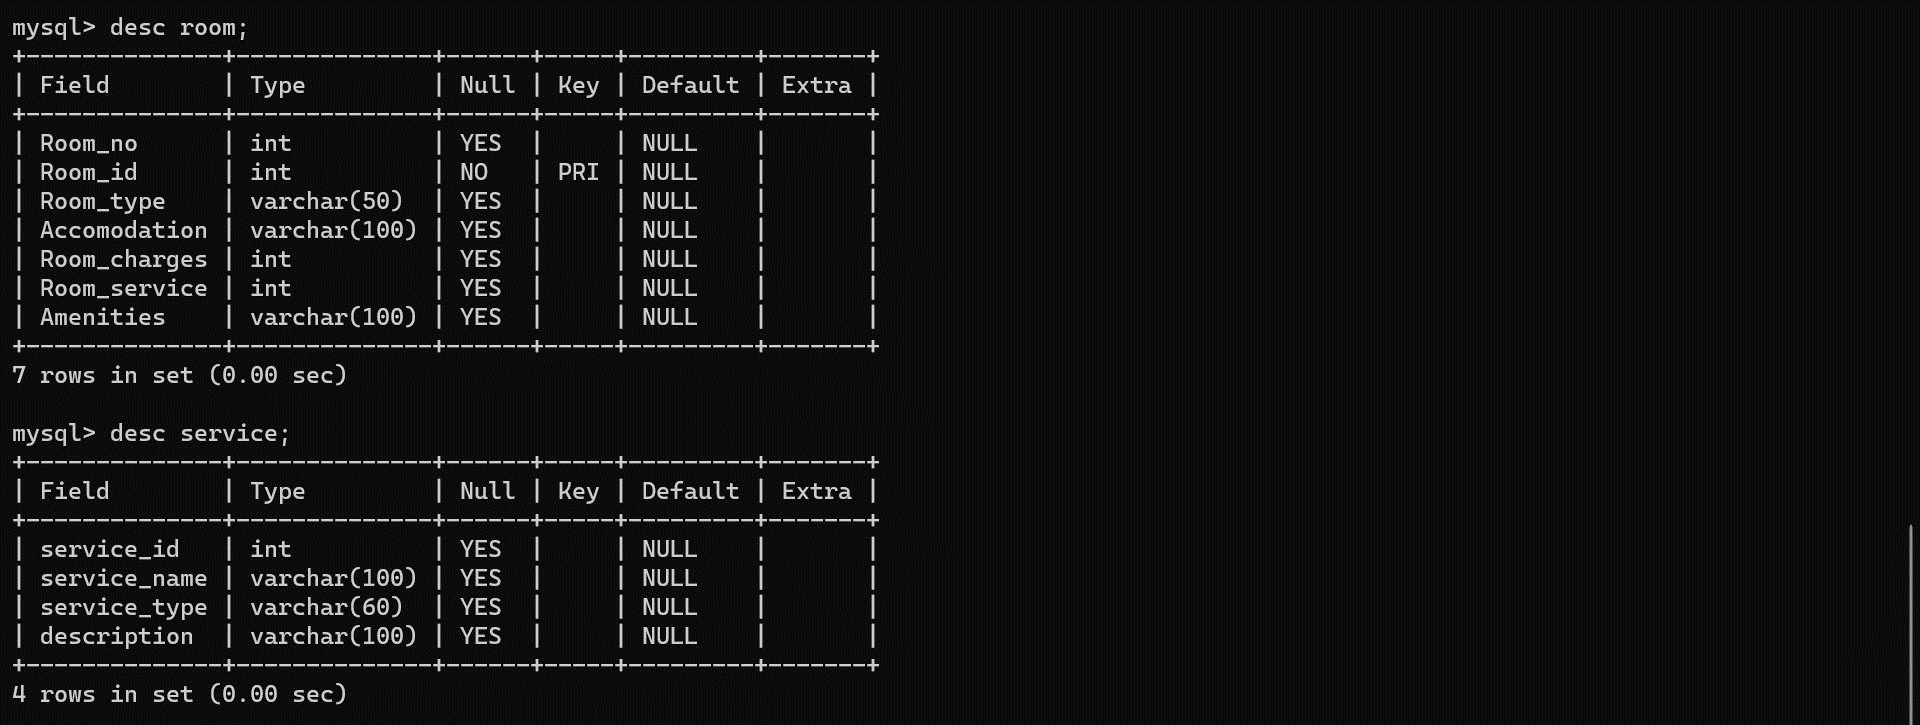 mysql> desc room;
+--------------+--------------+------+-----+---------+-------+
| Field        | Type         | Null | Key | Default | Extra |
+--------------+--------------+------+-----+---------+-------+
| Room_no      | int          | YES  |     | NULL    |       |
| Room_id      | int          | NO   | PRI | NULL    |       |
| Room_type    | varchar(50)  | YES  |     | NULL    |       |
| Accomodation | varchar(100) | YES  |     | NULL    |       |
| Room_charges | int          | YES  |     | NULL    |       |
| Room_service | int          | YES  |     | NULL    |       |
| Amenities    | varchar(100) | YES  |     | NULL    |       |
+--------------+--------------+------+-----+---------+-------+
7 rows in set (0.00 sec)

mysql> desc service;
+--------------+--------------+------+-----+---------+-------+
| Field        | Type         | Null | Key | Default | Extra |
+--------------+--------------+------+-----+---------+-------+
| service_id   | int          | YES  |     | NULL    |       |
| service_name | varchar(100) | YES  |     | NULL    |       |
| service_type | varchar(60)  | YES  |     | NULL    |       |
| description  | varchar(100) | YES  |     | NULL    |       |
+--------------+--------------+------+-----+---------+-------+
4 rows in set (0.00 sec)